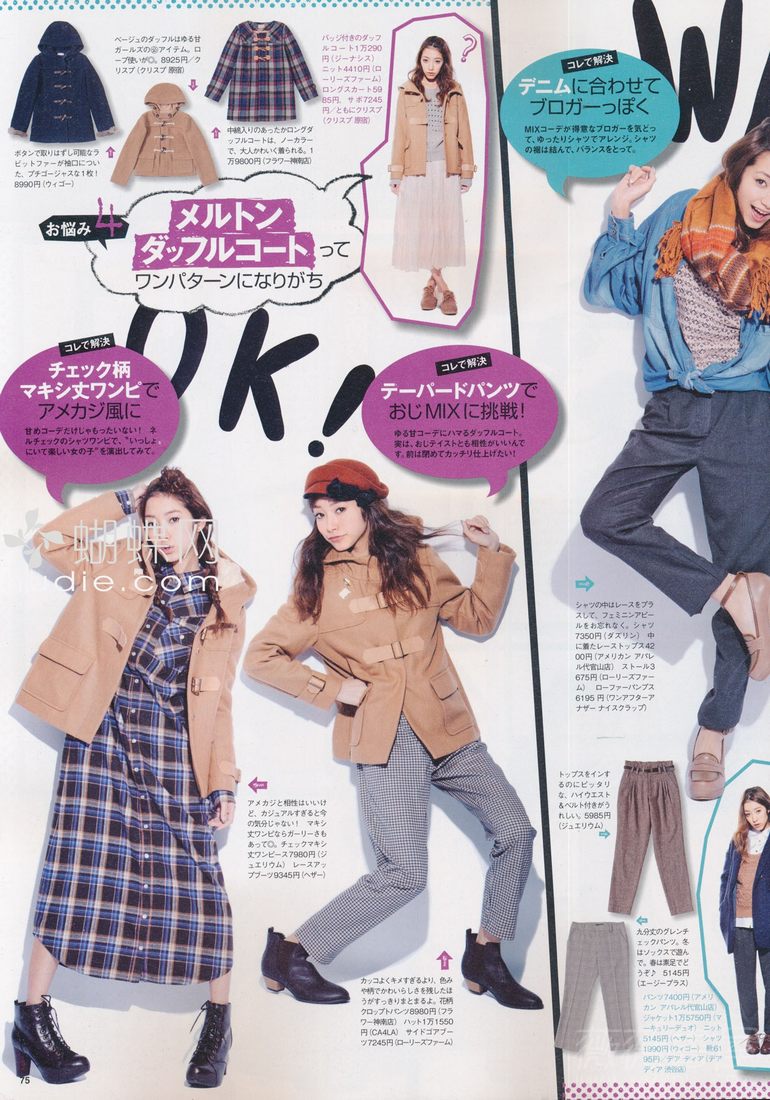 ベージュのダッフルはゆる甘
ガールズの㊙アイテム。ロ
ープ使いが◎。8925円／ク
リスプ（クリスプ 原宿）
バッジ付きのダッフ
ルコート1万290
円（ジーナシス）
ニット4410円（ロ
ーリーズファーム）
ロングスカート59
85円、サボ7245
円／ともにクリスプ
（クリスプ 原宿）
中綿入りのあったかロングダ
ッフルコートは、ノーカラー
で、大人かわいく着られる。1
万9800円（フラワー神南店）
ボタンで取りはずし可能なラ
ビットファーが袖口についた、
プチゴージャスな1枚！
8990円（ウィゴー）
お悩み4
メルトン
ダッフルコートって
ワンパターンになりがち
?
OK!
コレで解決
チェック柄
マキシ丈ワンピで
アメカジ風に
甘めコーデだけじゃもったいない！ ネ
ルチェックのシャツワンピで、“いっしょ
にいて楽しい女の子”を演出してみて。
コレで解決
テーパードパンツで
おじMIXに挑戦！
ゆる甘コーデにハマるダッフルコート。
実は、おじテイストとも相性がいいんで
す。前は閉めてカッチリ仕上げたい！
コレで解決
デニムに合わせて
ブロガーっぽく
MIXコーデが得意なブロガーを気どっ
て、ゆったりシャツでアレンジ。シャツ
の裾は結んで、バランスをとって。
W
蝴蝶网
udie.com
アメカジと相性はいいけ
ど、カジュアルすぎると今
の気分じゃない！ マキシ
丈ワンピならガーリーさも
あって◎。チェックマキシ
丈ワンピース7980円（ジ
ュエリウム） レースアッ
プブーツ9345円（ヘザー）
カッコよくキメすぎるより、色み
や柄でかわいらしさを残したほ
うがすっきりまとまるよ。花柄
クロップトパンツ8980円（フラ
ワー神南店） ハット1万1550
円（CA4LA） サイドゴアブー
ツ7245円（ローリーズファーム）
シャツの中はレースをプラ
スして、フェミニンアピー
ルをお忘れなく。シャツ
7350円（ダズリン） 中
に着たレーストップス42
00円（アメリカン アパレ
ル代官山店） ストール3
675円（ローリーズファー
ム） ローファーパンプス
6195円（ワンアフターア
ナザー ナイスクラップ）
トップスをインす
るのにピッタリ
な、ハイウエスト
&ベルト付きがう
れしい。5985円
（ジュエリウム）
九分丈のグレンチ
ェックパンツ。冬
はソックスで遊ん
で。春は素足でど
うぞ♪ 5145円
（エージープラス）
パンツ7400円（アメリ
カン アパレル代官山店）
ジャケット1万5750円（マ
ーキュリーデュオ） ニット
5145円（ヘザー） シャツ
1990円（ウィゴー） 靴61
95円／デア ディア（デア
ディア 渋谷店）
75